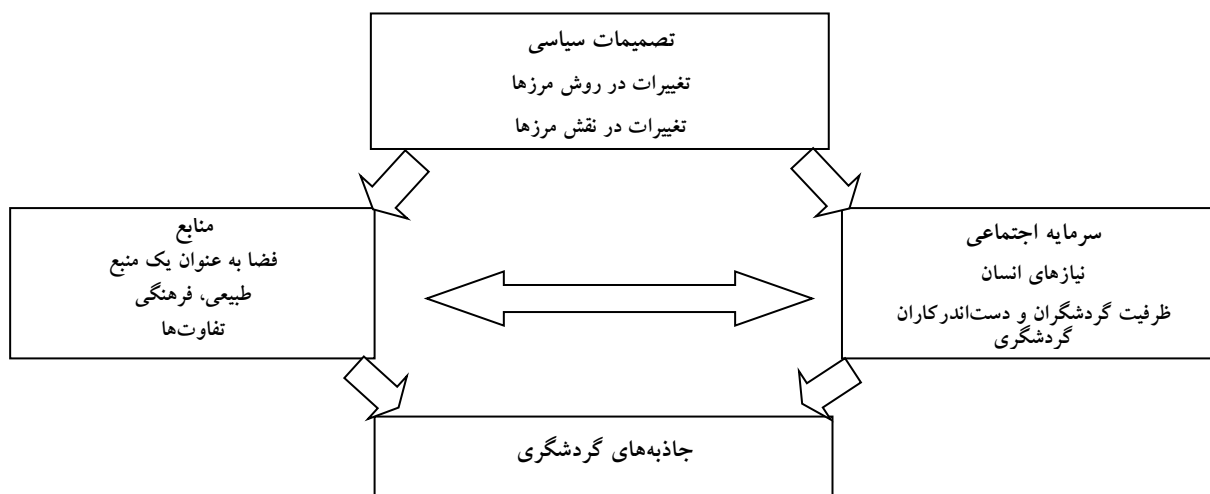 تصمیمات سیاسی
تغییرات در روش مرزها
تغییرات در نقش مرزها
سرمایه اجتماعی
نیازهای انسان
ظرفیت گردشگران و دست‌اندرکاران
گردشگری
منابع
فضا به عنوان یک منبع
طبیعی، فرهنگی
تفاوت‌ها
جاذبه‌های گردشگری